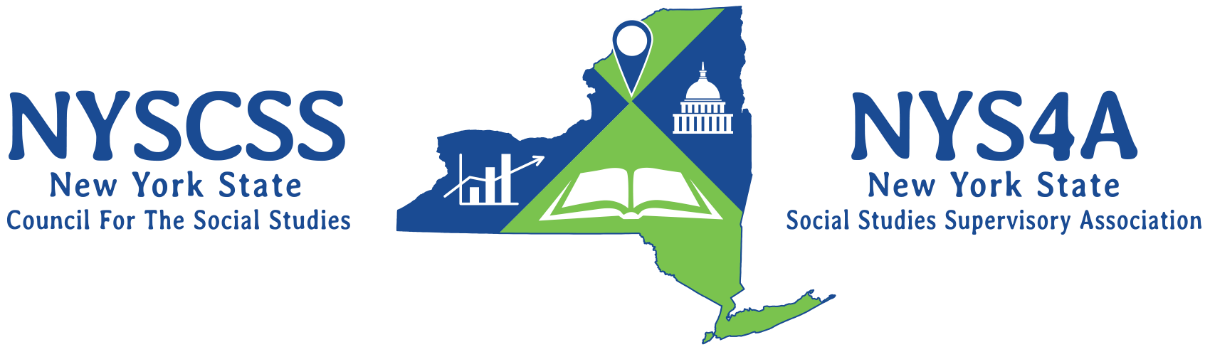 NYSCSS
New York State
Council For The Social Studies
NYS4A
New York State
Social Studies Supervisory Association